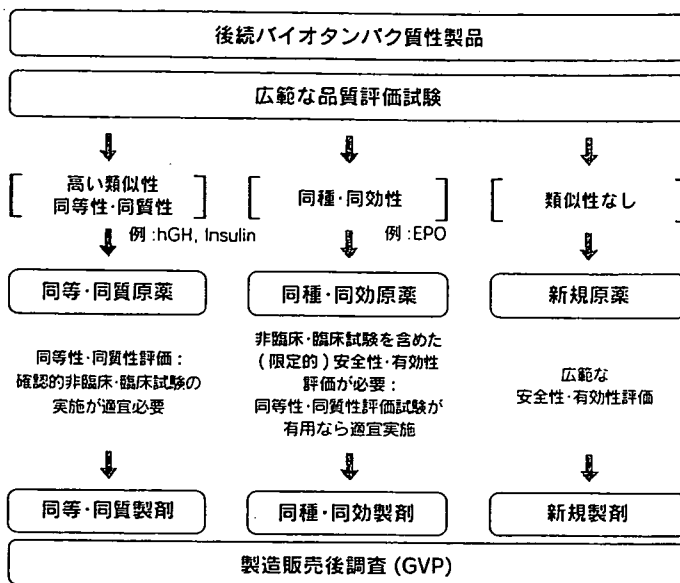 後続バイオタンパク質性製品
広範な品質評価試験
高い類似性
同等性・同質性
例:hGH, Insulin
同等・同質原薬
同等性・同質性評価:
確認的非臨床・臨床試験の
実施が適宜必要
同等・同質製剤
同種・同効性
例:EPO
同種・同効原薬
非臨床・臨床試験を含めた
(限定的)安全性・有効性
評価が必要:
同等性・同質性評価試験が
有用なら適宜実施
同種・同効製剤
類似性なし
新規原薬
広範な
安全性・有効性評価
新規製剤
製造販売後調査 (GVP)